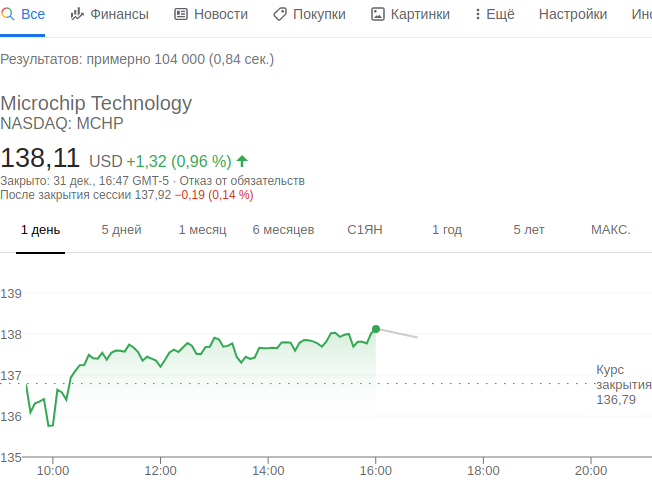 Все Финансы Новости Покупки Картинки Ещё Настройки Инс
Результатов: примерно 104 000 (0,84 сек.)
Microchip Technology
NASDAQ: MCHP
138,11 USD +1,32 (0,96 %)
Закрыто: 31 дек., 16:47 GMT-5 · Отказ от обязательств
После закрытия сессии 137,92 −0,19 (0,14 %)
1 день 5 дней 1 месяц 6 месяцев С1ЯН 1 год 5 лет МАКС.
139
138
137
Курс
закрытия
136,79
136
135
10:00 12:00 14:00 16:00 18:00 20:00